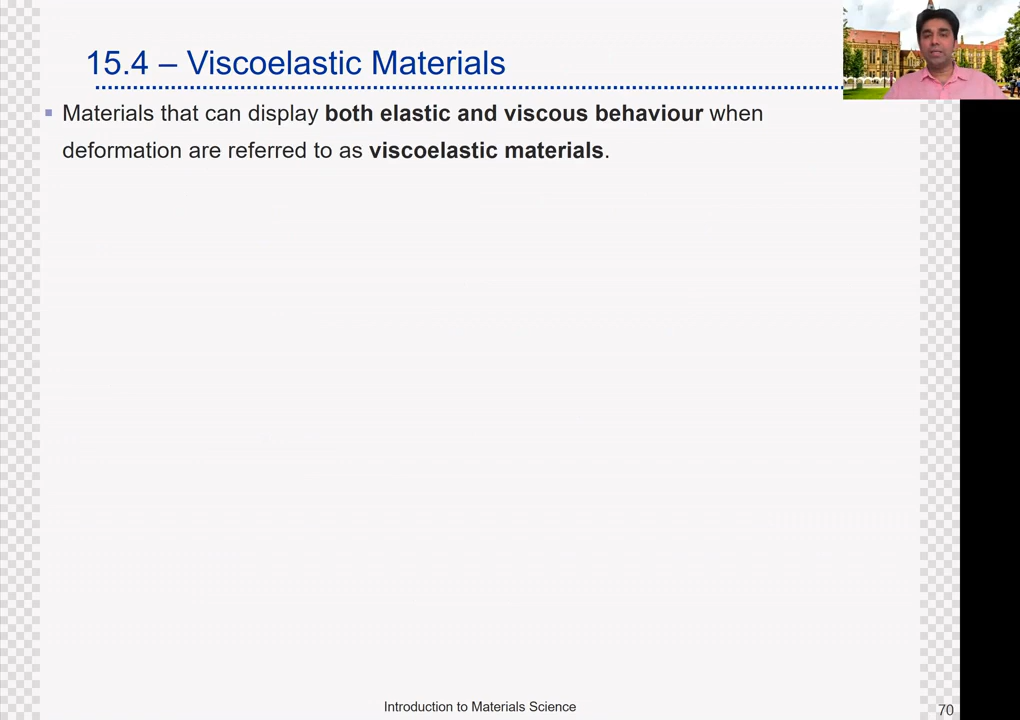 15.4 – Viscoelastic Materials
Materials that can display both elastic and viscous behaviour when
deformation are referred to as viscoelastic materials.
Introduction to Materials Science
70